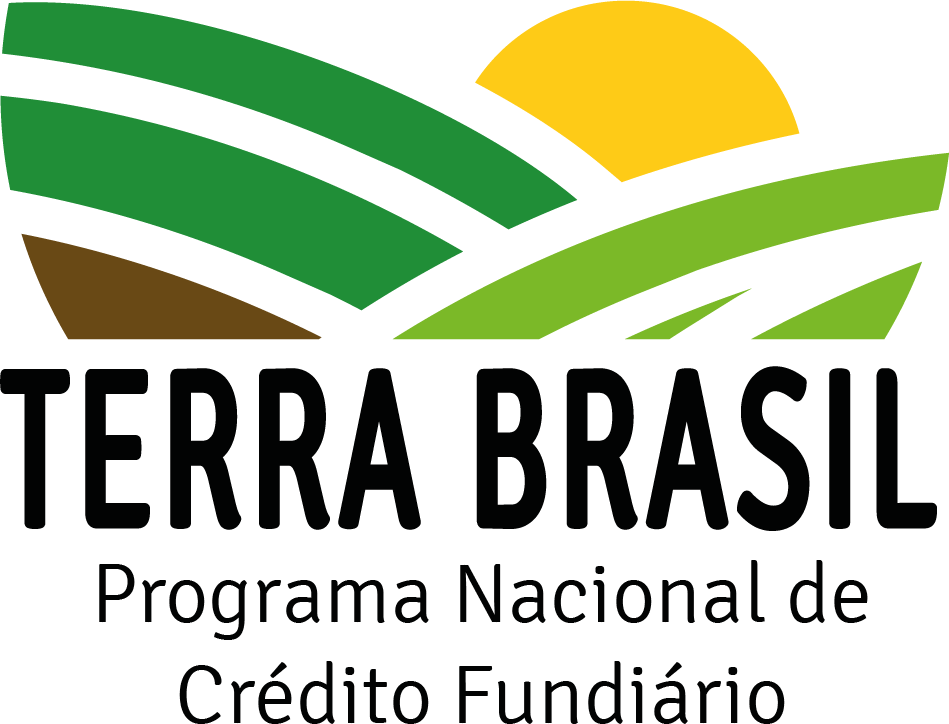 TERRA BRASIL
Programa Nacional de
Crédito Fundiário